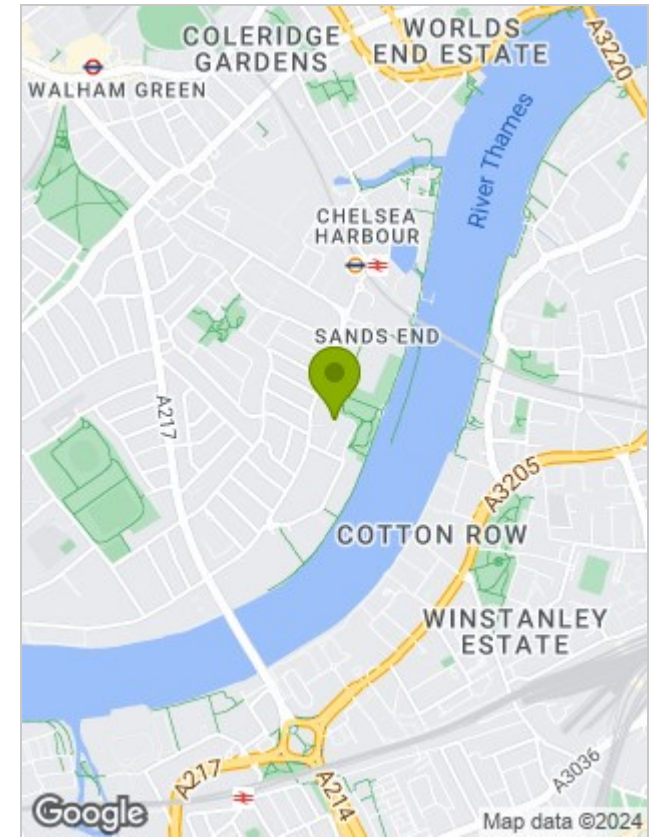 COLERIDGE
GARDENS
WORLDS
END ESTATE
A3220
WALHAM GREEN
River Thames
CHELSEA
HARBOUR
SANDS END
A217
A3205
COTTON ROW
WINSTANLEY
ESTATE
A217
A214
A3036
Google
Map data ©2024